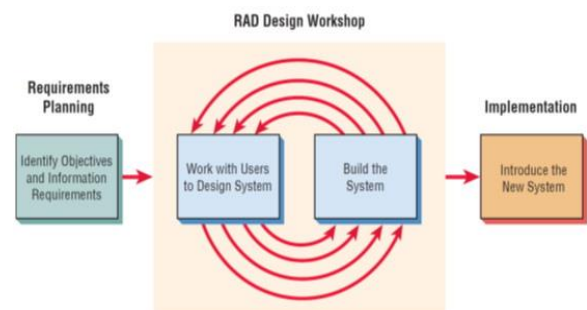 RAD Design Workshop
Requirements
Planning
Identify Objectives
and Information
Requirements
Work with Users
to Design System
Build the
System
Implementation
Introduce the
New System